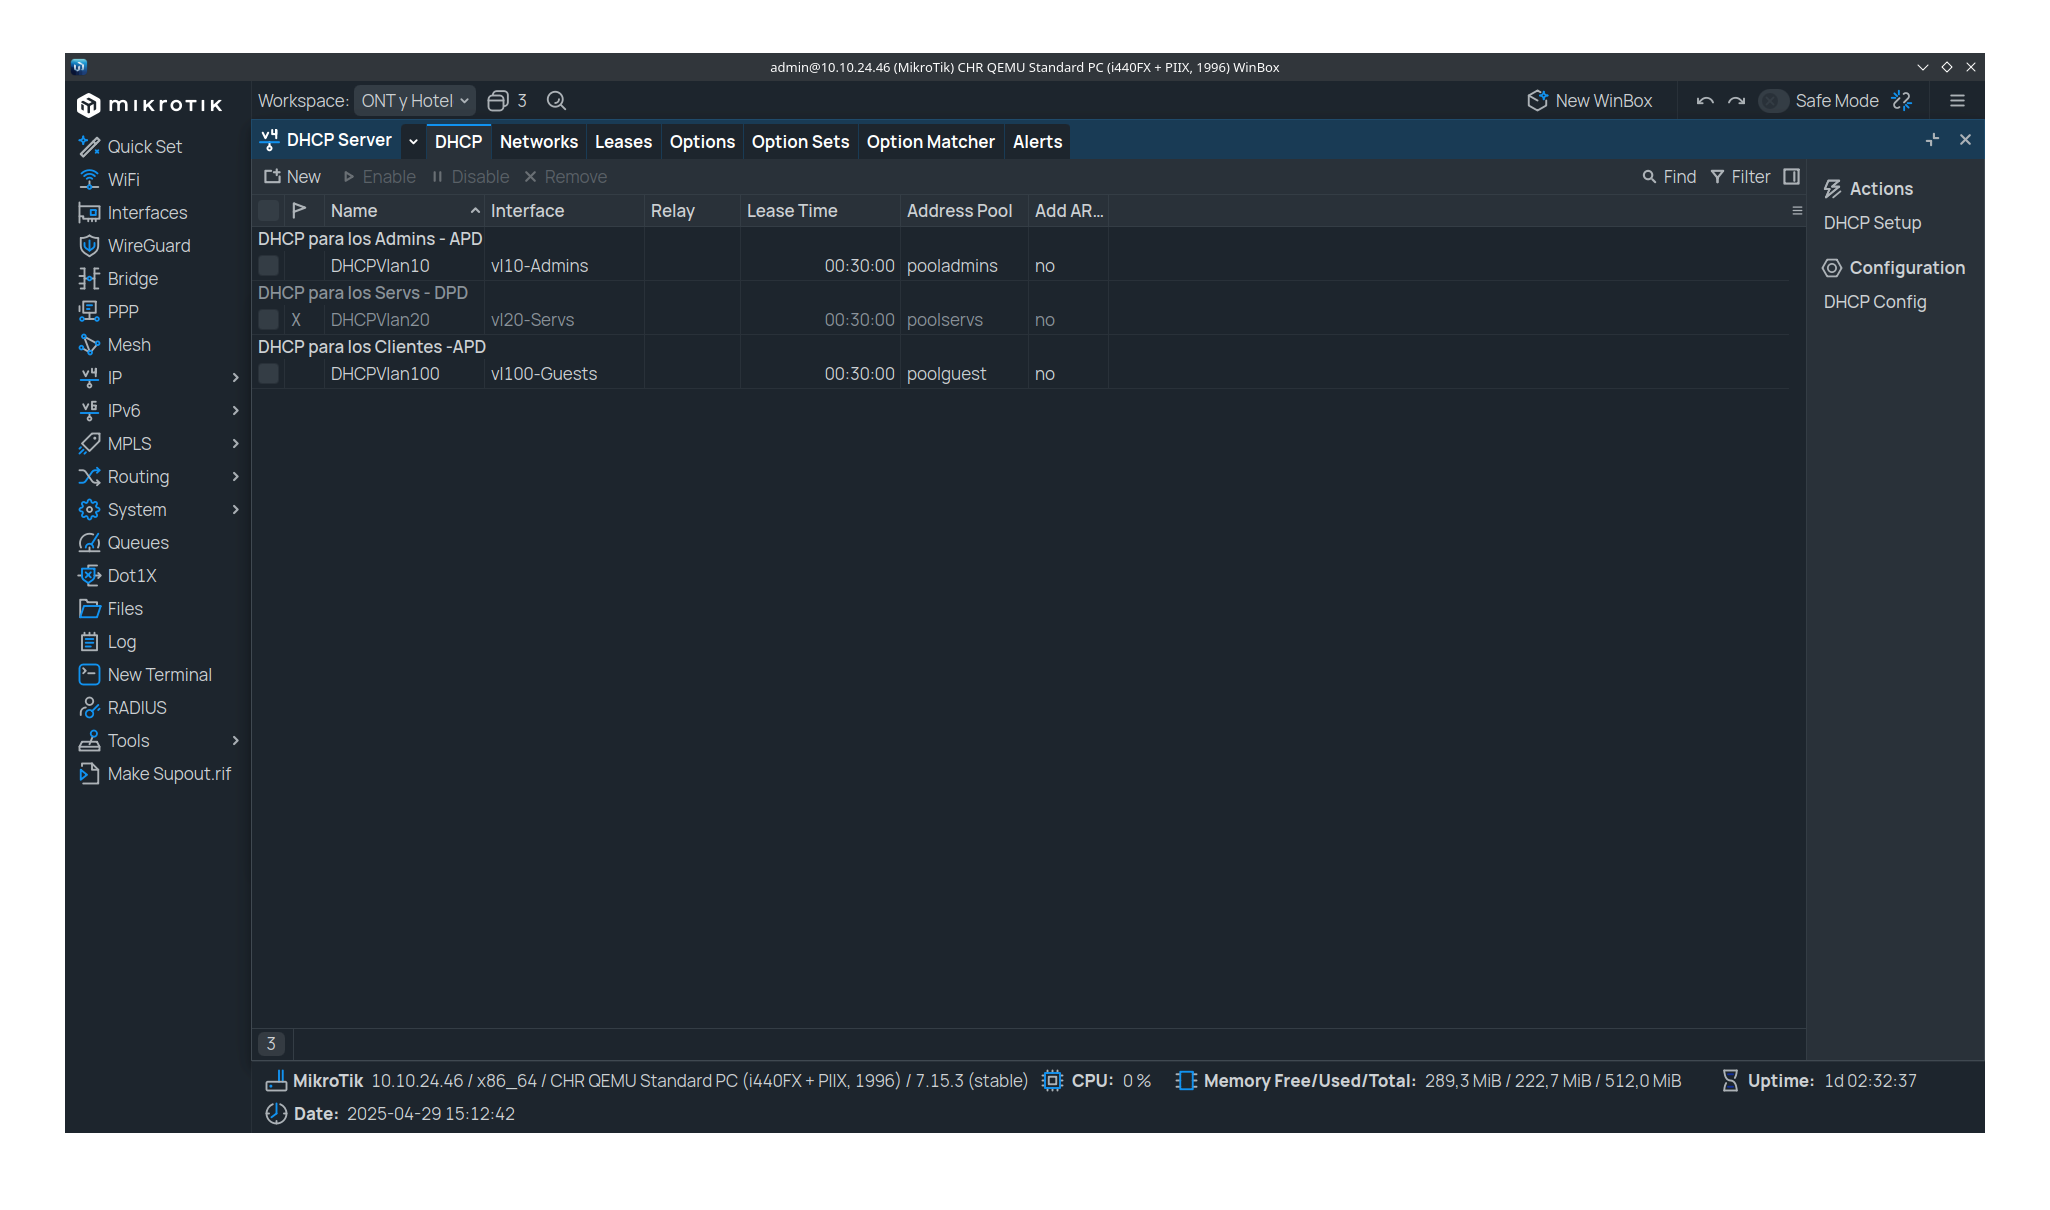 admin@10.10.24.46 (MikroTik) CHR QEMU Standard PC (i440FX + PIIX, 1996) WinBox
MIKROTIK
Workspace: ONT y Hotel 3 New WinBox Safe Mode
DHCP Server DHCP Networks Leases Options Option Sets Option Matcher Alerts
New Enable Disable Remove Find Filter
Name Interface Relay Lease Time Address Pool Add AR...
DHCP para los Admins - APD
DHCPVlan10 vl10-Admins 00:30:00 pooladmins no
DHCP para los Servs - DPD
X DHCPVlan20 vl20-Servs 00:30:00 poolservs no
DHCP para los Clientes -APD
DHCPVlan100 vl100-Guests 00:30:00 poolguest no
3
Quick Set
WiFi
Interfaces
WireGuard
Bridge
PPP
Mesh
IP
IPv6
MPLS
Routing
System
Queues
Dot1X
Files
Log
New Terminal
RADIUS
Tools
Make Supout.rif
Actions
DHCP Setup
Configuration
DHCP Config
MikroTik 10.10.24.46 / x86_64 / CHR QEMU Standard PC (i440FX + PIIX, 1996) / 7.15.3 (stable) CPU: 0 % Memory Free/Used/Total: 289,3 MiB / 222,7 MiB / 512,0 MiB Uptime: 1d 02:32:37
Date: 2025-04-29 15:12:42